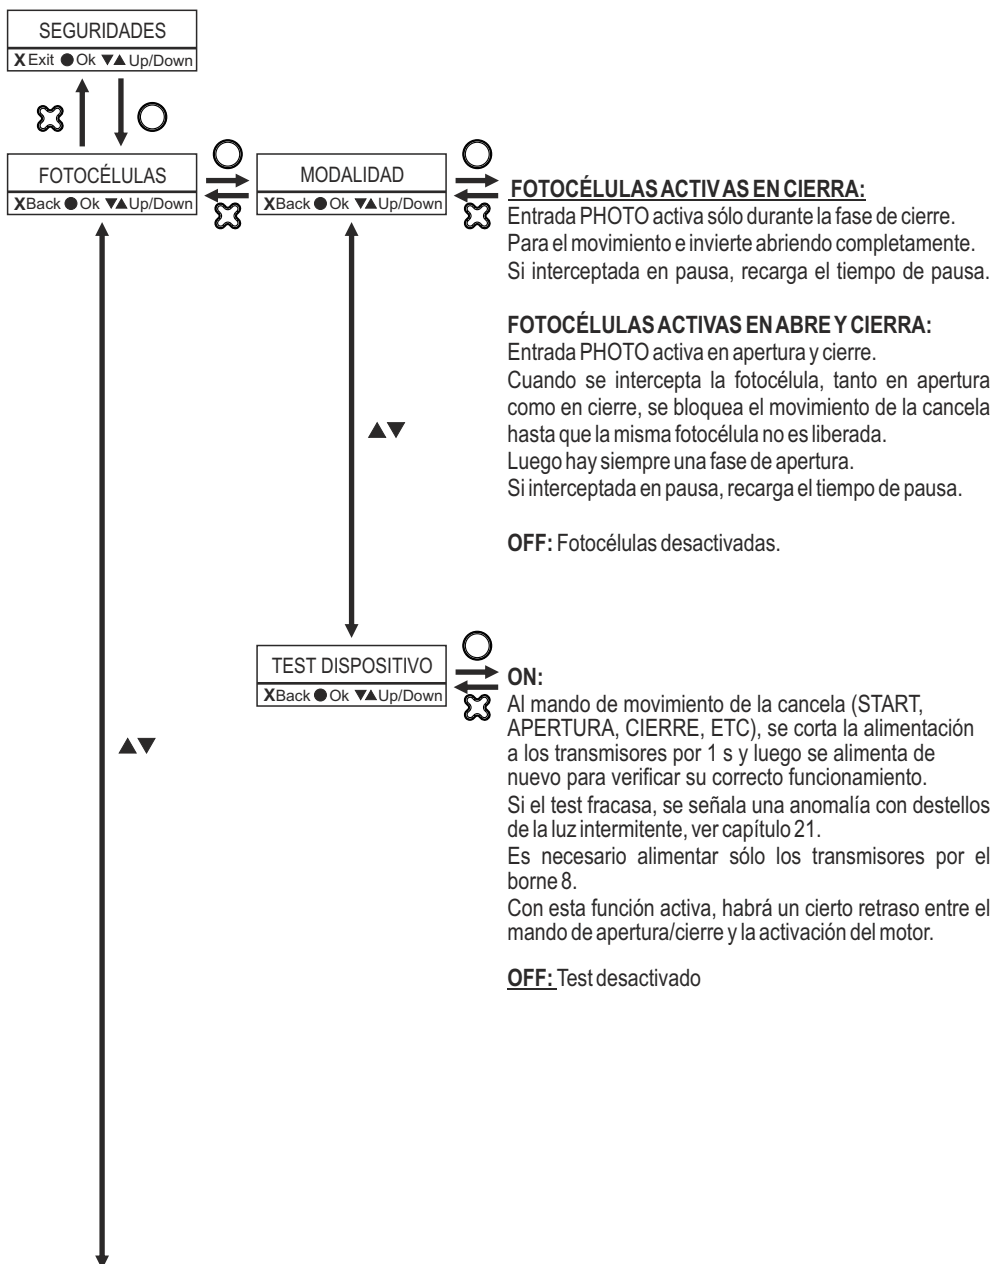 SEGURIDADES
X Exit ● Ok ▼▲ Up/Down
FOTOCÉLULAS
X Back ● Ok ▼▲ Up/Down
MODALIDAD
X Back ● Ok ▼▲ Up/Down
FOTOCÉLULAS ACTIVAS EN CIERRA:
Entrada PHOTO activa sólo durante la fase de cierre.
Para el movimiento e invierte abriendo completamente.
Si interceptada en pausa, recarga el tiempo de pausa.
FOTOCÉLULAS ACTIVAS EN ABRE Y CIERRA:
Entrada PHOTO activa en apertura y cierre.
Cuando se intercepta la fotocélula, tanto en apertura
como en cierre, se bloquea el movimiento de la cancela
hasta que la misma fotocélula no es liberada.
Luego hay siempre una fase de apertura.
Si interceptada en pausa, recarga el tiempo de pausa.
OFF: Fotocélulas desactivadas.
▲▼
TEST DISPOSITIVO
X Back ● Ok ▼▲ Up/Down
ON:
Al mando de movimiento de la cancela (START,
APERTURA, CIERRE, ETC), se corta la alimentación
a los transmisores por 1 s y luego se alimenta de
nuevo para verificar su correcto funcionamiento.
Si el test fracasa, se señala una anomalía con destellos
de la luz intermitente, ver capítulo 21.
Es necesario alimentar sólo los transmisores por el
borne 8.
Con esta función activa, habrá un cierto retraso entre el
mando de apertura/cierre y la activación del motor.
OFF: Test desactivado
▲▼